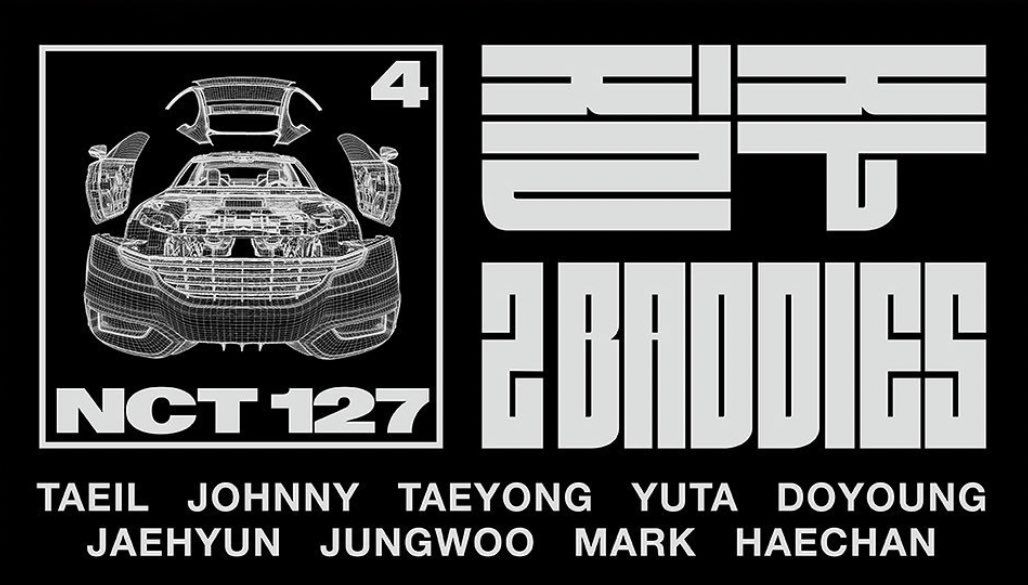 4
NCT 127
질주
2 BADDIES
TAEIL JOHNNY TAEYONG YUTA DOYOUNG
JAEHYUN JUNGWOO MARK HAECHAN